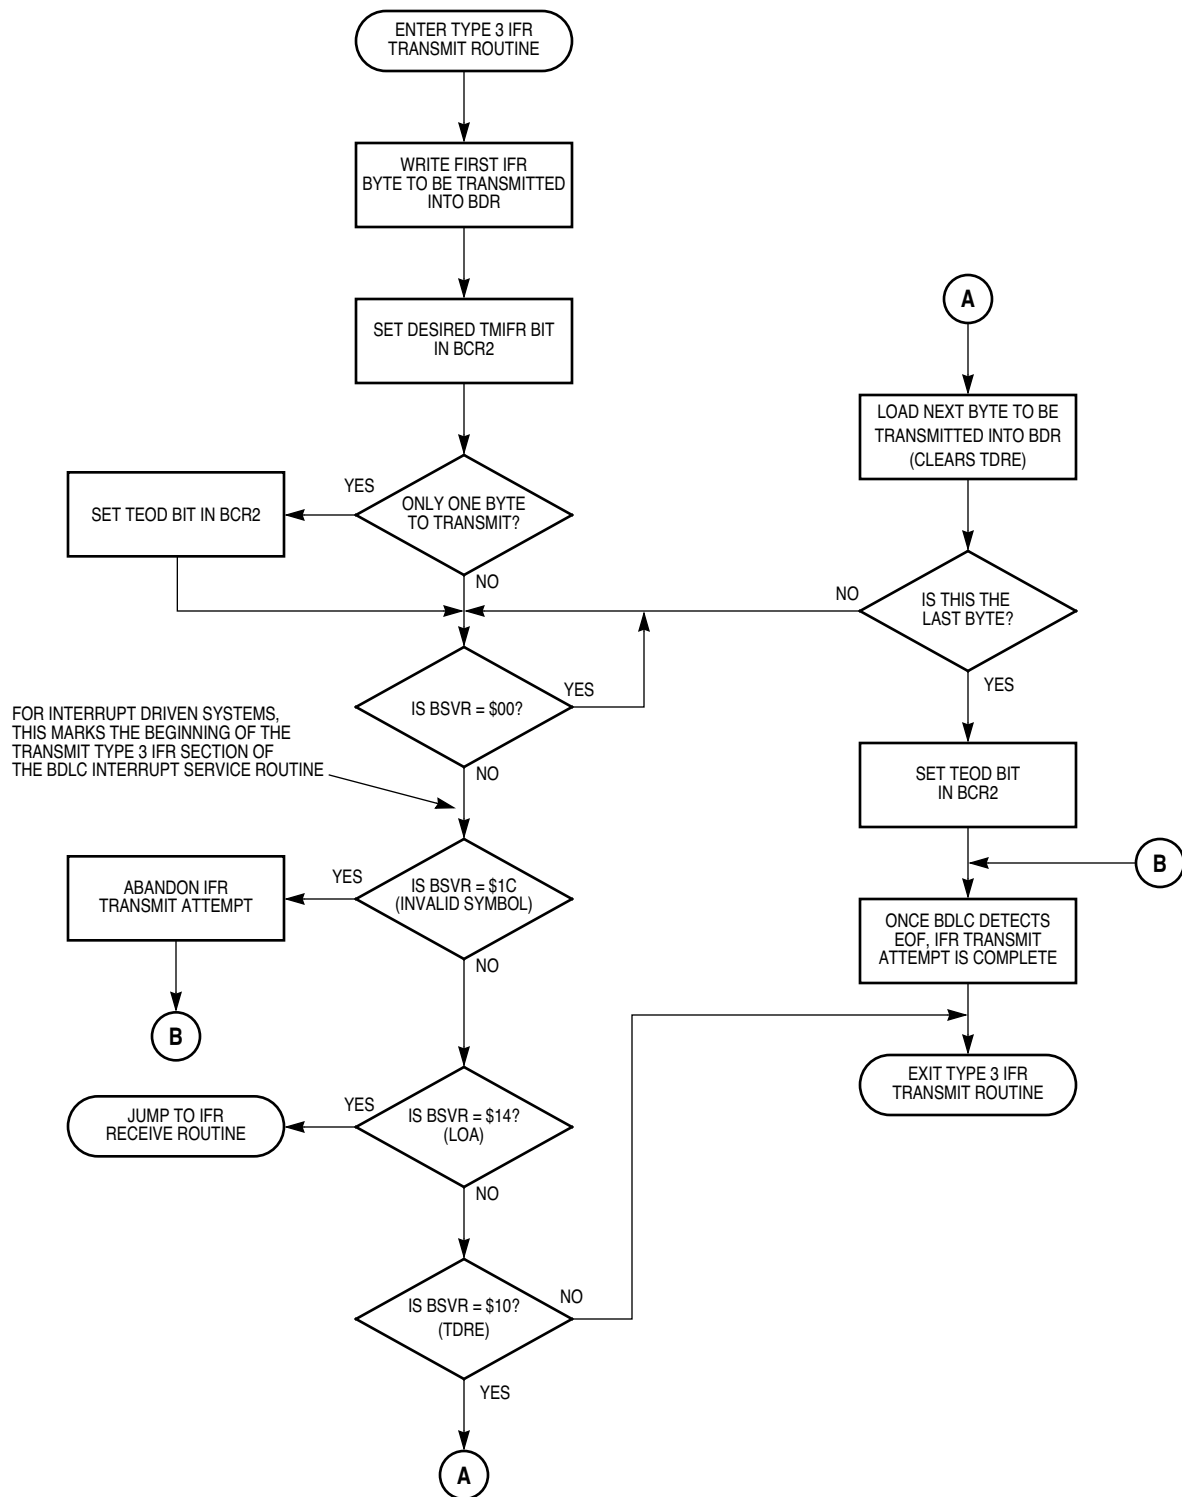 ENTER TYPE 3 IFR
TRANSMIT ROUTINE
WRITE FIRST IFR
BYTE TO BE TRANSMITTED
INTO BDR
SET DESIRED TMIFR BIT
IN BCR2
ONLY ONE BYTE
TO TRANSMIT?
YES
SET TEOD BIT IN BCR2
NO
IS BSVR = $00?
YES
NO
FOR INTERRUPT DRIVEN SYSTEMS,
THIS MARKS THE BEGINNING OF THE
TRANSMIT TYPE 3 IFR SECTION OF
THE BDLC INTERRUPT SERVICE ROUTINE
IS BSVR = $1C
(INVALID SYMBOL)
YES
ABANDON IFR
TRANSMIT ATTEMPT
B
NO
IS BSVR = $14?
(LOA)
YES
JUMP TO IFR
RECEIVE ROUTINE
NO
IS BSVR = $10?
(TDRE)
NO
YES
A
A
LOAD NEXT BYTE TO BE
TRANSMITTED INTO BDR
(CLEARS TDRE)
IS THIS THE
LAST BYTE?
NO
YES
SET TEOD BIT
IN BCR2
B
ONCE BDLC DETECTS
EOF, IFR TRANSMIT
ATTEMPT IS COMPLETE
EXIT TYPE 3 IFR
TRANSMIT ROUTINE